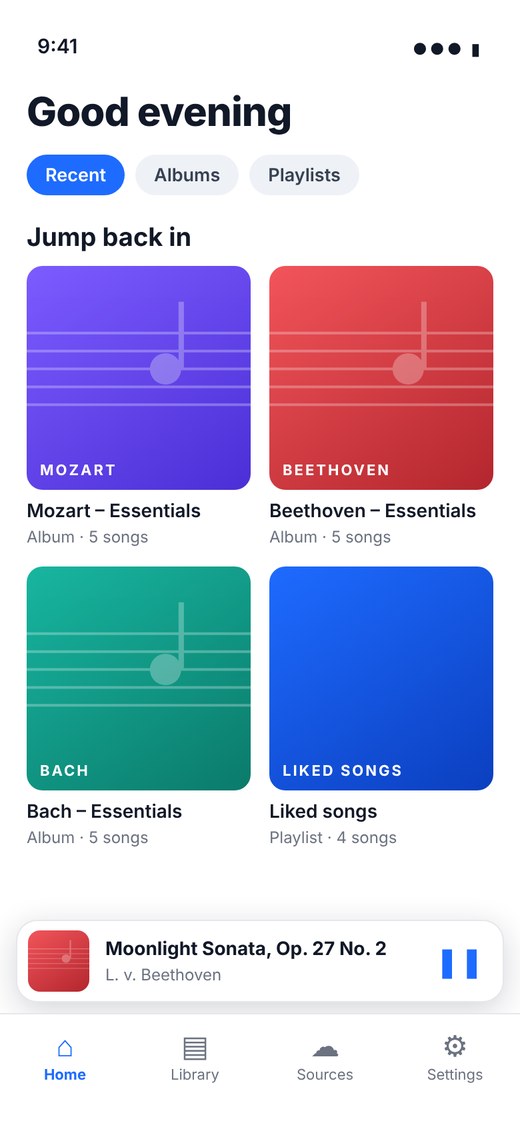 9:41
Good evening
Recent Albums Playlists
Jump back in
MOZART
BEETHOVEN
Mozart – Essentials
Album · 5 songs
Beethoven – Essentials
Album · 5 songs
BACH
LIKED SONGS
Bach – Essentials
Album · 5 songs
Liked songs
Playlist · 4 songs
Moonlight Sonata, Op. 27 No. 2
L. v. Beethoven
Home Library Sources Settings